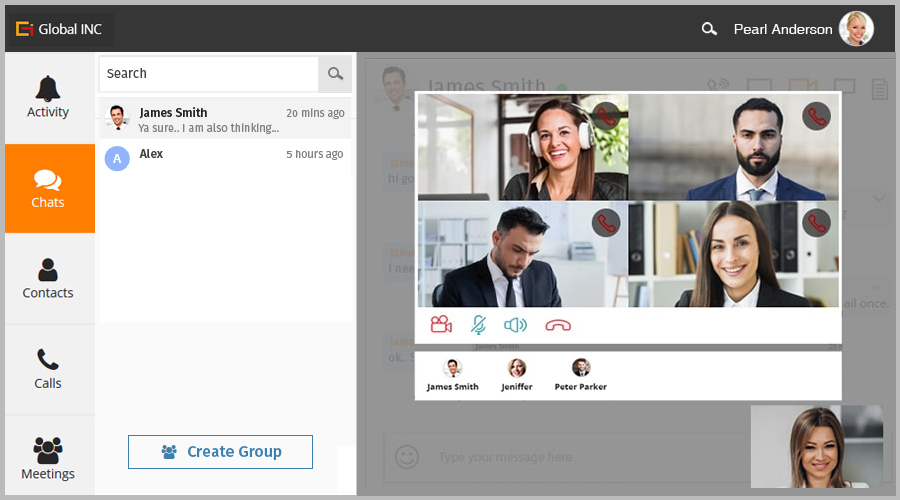 Global INC
Pearl Anderson
Activity
Chats
Contacts
Calls
Meetings
Search
James Smith
20 mins ago
Ya sure.. I am also thinking...
Alex
5 hours ago
A
Create Group
James Smith
hi go
I nee
ail once.
ok.. S
James Smith
James Smith
Jeniffer
Peter Parker
Type your message here